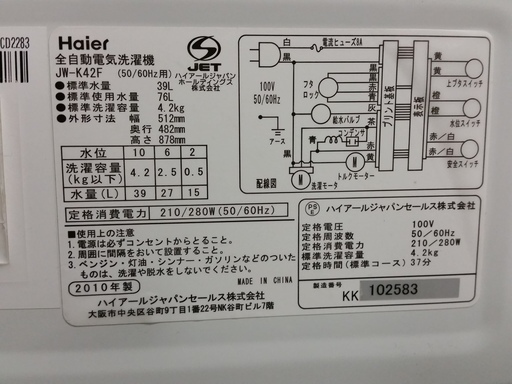 CD2283
Haier
全自動電気洗濯機
JW-K42F (50/60Hz用)
S
JET
ハイアールジャパン
ホールディングス
株式会社
●標準水量 39L
●標準使用水量 76L
●標準洗濯容量 4.2kg
●外形寸法 幅 512mm
奥行 482mm
高さ 878mm
水位 10 6 2
洗濯容量(kg以下) 4.2 2.5 0.5
水量(L) 39 27 15
定格消費電力 210/280W(50/60Hz)
白 電流ヒューズ8A
黒
100V
50/60Hz
アース
フタロック
給水バルブ
コンデンサ
黒
黒
青
青
灰
茶
青
赤
黄
M
洗濯モーター
M
トルクモーター
プリント基板
表示板
黄
黄
上ブタスイッチ
橙
橙
水位スイッチ
赤/白
赤/白
安全スイッチ
配線図
■使用上の注意
1.電源は必ずコンセントからとること。
2.周囲に間隔をおいて設置すること。
3.ベンジン・灯油・シンナー・ガソリンなどのついた
ものは、洗濯や脱水をしないでください。
2010年製
MADE IN CHINA
ハイアールジャパンセールス株式会社
大阪市中央区谷町9丁目1番22号NK谷町ビル7階
PSE
ハイアールジャパンセールス株式会社
定格電圧: 100V
定格周波数: 50/60Hz
定格消費電力: 210/280W
標準洗濯容量: 4.2kg
定格時間(標準コース) 37分
製造番号
KK 102583